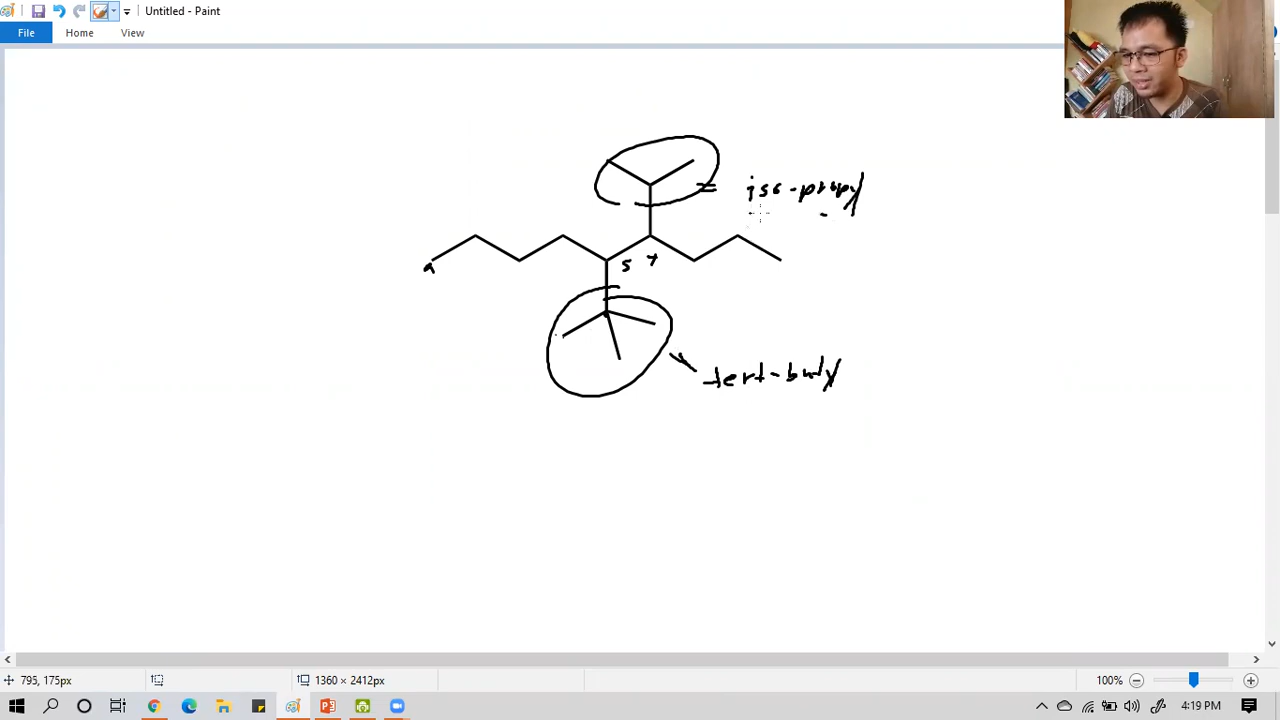 Untitled - Paint
File Home View
= iso-propyl
9 5 4
tert-butyl
795, 175px
1360 × 2412px
100%
4:19 PM